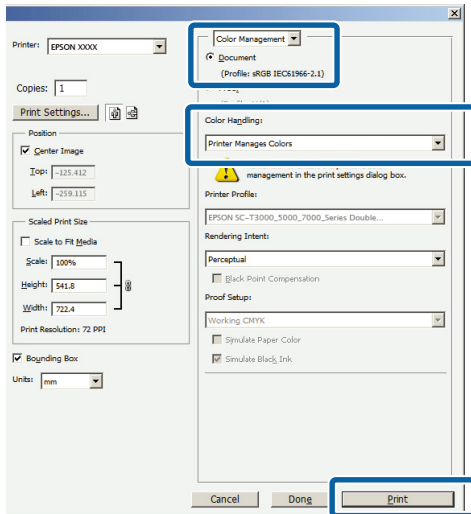 Printer: EPSON XXXX
Copies: 1
Print Settings...
Position
Center Image
Top: -125.412
Left: -259.115
Scaled Print Size
Scale to Fit Media
Scale: 100%
Height: 541.8
Width: 722.4
Print Resolution: 72 PPI
Bounding Box
Units: mm
Color Management
Document
(Profile: sRGB IEC61966-2.1)
Color Handling:
Printer Manages Colors
management in the print settings dialog box.
Printer Profile:
EPSON SC-T3000_5000_7000_Series Double...
Rendering Intent:
Perceptual
Black Point Compensation
Proof Setup:
Working CMYK
Simulate Paper Color
Simulate Black Ink
Cancel
Done
Print